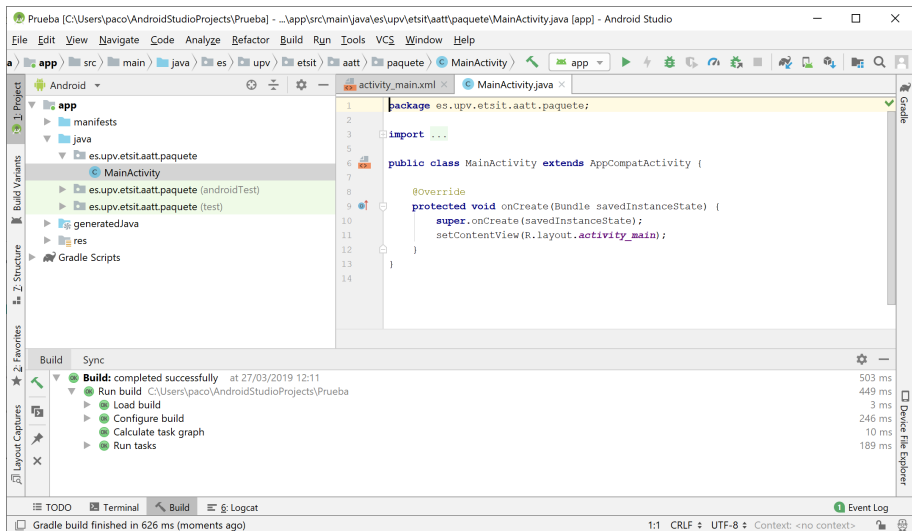 Prueba [C:\Users\paco\AndroidStudioProjects\Prueba] - ...\app\src\main\java\es\upv\etsit\aatt\paquete\MainActivity.java [app] - Android Studio
File Edit View Navigate Code Analyze Refactor Build Run Tools VCS Window Help
a app src main java es upv etsit aatt paquete MainActivity app
1: Project
Build Variants
7: Structure
2: Favorites
Layout Captures
Android
app
manifests
java
es.upv.etsit.aatt.paquete
MainActivity
es.upv.etsit.aatt.paquete (androidTest)
es.upv.etsit.aatt.paquete (test)
generatedJava
res
Gradle Scripts
activity_main.xml MainActivity.java
1 package es.upv.etsit.aatt.paquete;
2
3 import ...
5
6 public class MainActivity extends AppCompatActivity {
7
8 @Override
9 protected void onCreate(Bundle savedInstanceState) {
10 super.onCreate(savedInstanceState);
11 setContentView(R.layout.activity_main);
12 }
13 }
14
Gradle
Device File Explorer
Build Sync
Build: completed successfully at 27/03/2019 12:11 503 ms
Run build C:\Users\paco\AndroidStudioProjects\Prueba 449 ms
Load build 3 ms
Configure build 246 ms
Calculate task graph 10 ms
Run tasks 189 ms
TODO Terminal Build 6: Logcat 1 Event Log
Gradle build finished in 626 ms (moments ago) 1:1 CRLF UTF-8 Context: <no context>